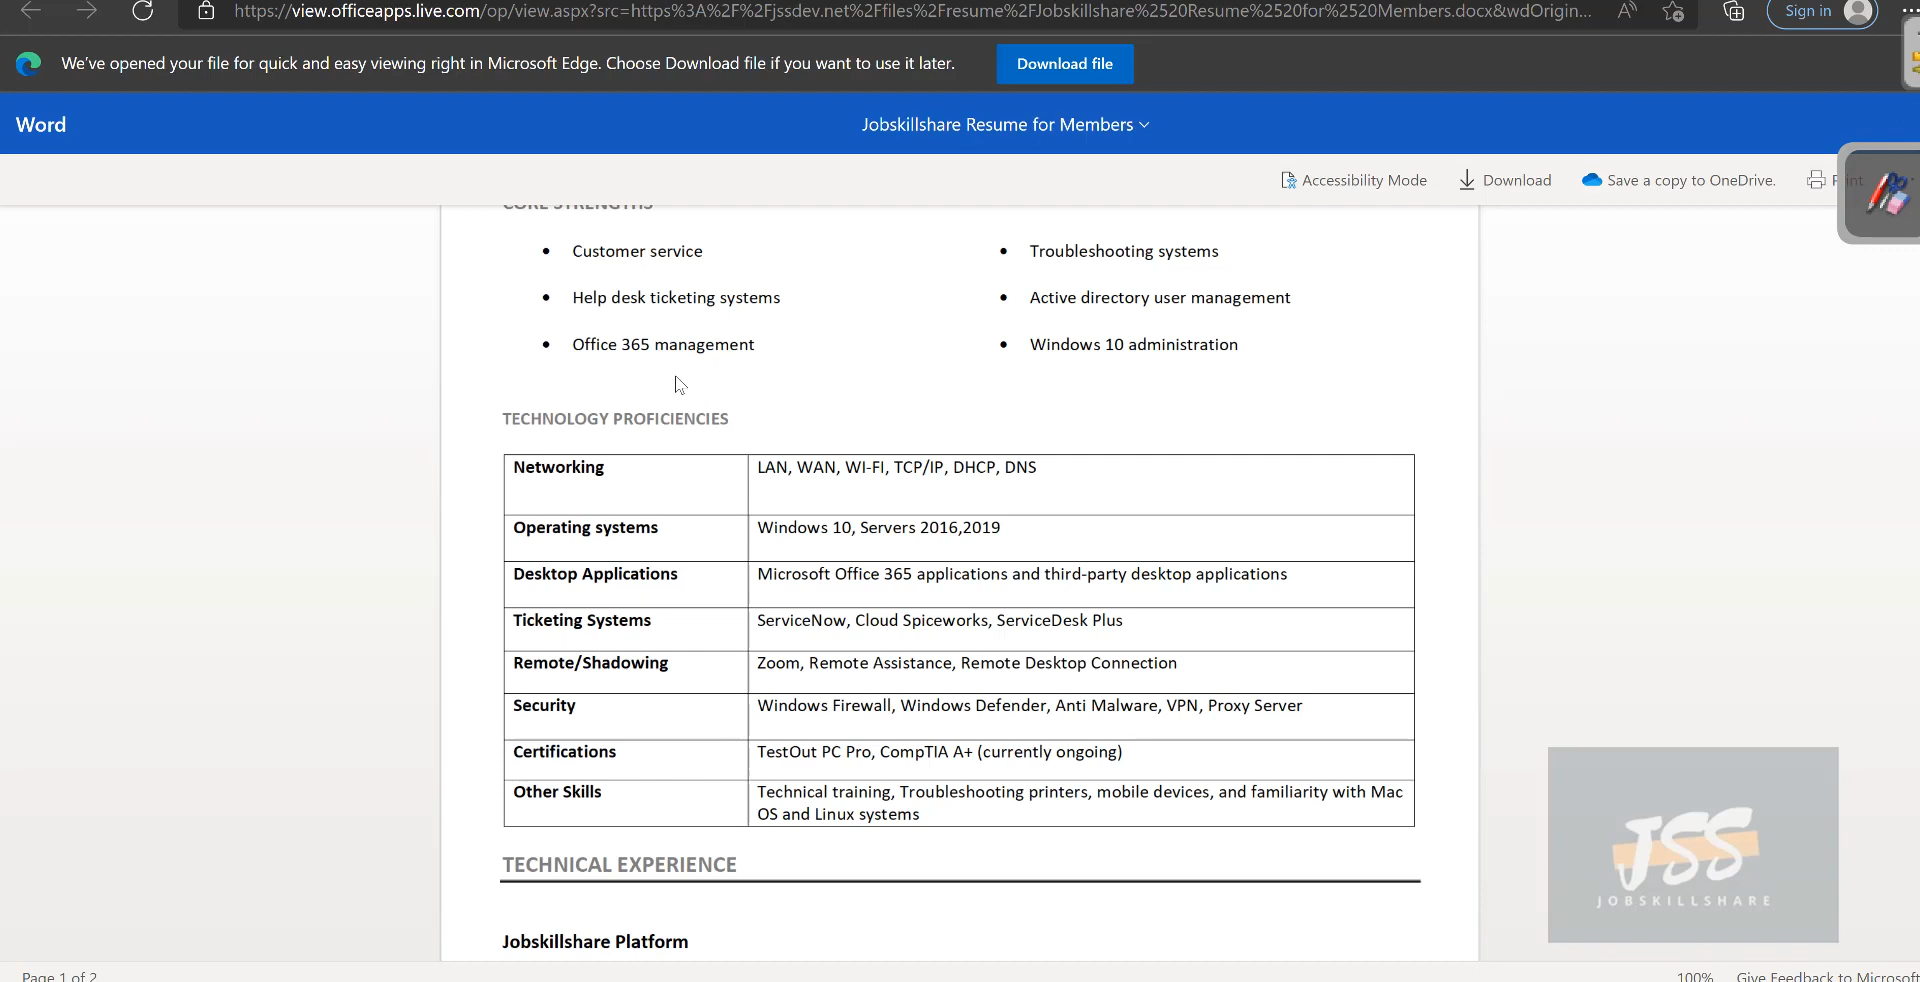 https://view.officeapps.live.com/op/view.aspx?src=https%3A%2F%2Fjssdev.net%2Ffiles%2Fresume%2FJobskillshare%2520Resume%2520for%2520Members.docx&wdOrigin...
Sign in
We've opened your file for quick and easy viewing right in Microsoft Edge. Choose Download file if you want to use it later.
Download file
Word
Jobskillshare Resume for Members
Accessibility Mode
Download
Save a copy to OneDrive.
Print
CORE STRENGTHS
• Customer service
• Troubleshooting systems
• Help desk ticketing systems
• Active directory user management
• Office 365 management
• Windows 10 administration
TECHNOLOGY PROFICIENCIES
Networking
LAN, WAN, WI-FI, TCP/IP, DHCP, DNS
Operating systems
Windows 10, Servers 2016,2019
Desktop Applications
Microsoft Office 365 applications and third-party desktop applications
Ticketing Systems
ServiceNow, Cloud Spiceworks, ServiceDesk Plus
Remote/Shadowing
Zoom, Remote Assistance, Remote Desktop Connection
Security
Windows Firewall, Windows Defender, Anti Malware, VPN, Proxy Server
Certifications
TestOut PC Pro, CompTIA A+ (currently ongoing)
Other Skills
Technical training, Troubleshooting printers, mobile devices, and familiarity with Mac
OS and Linux systems
TECHNICAL EXPERIENCE
Jobskillshare Platform
JSS
JOBSKILLSHARE
Page 1 of 2
100%
Give Feedback to Microsoft